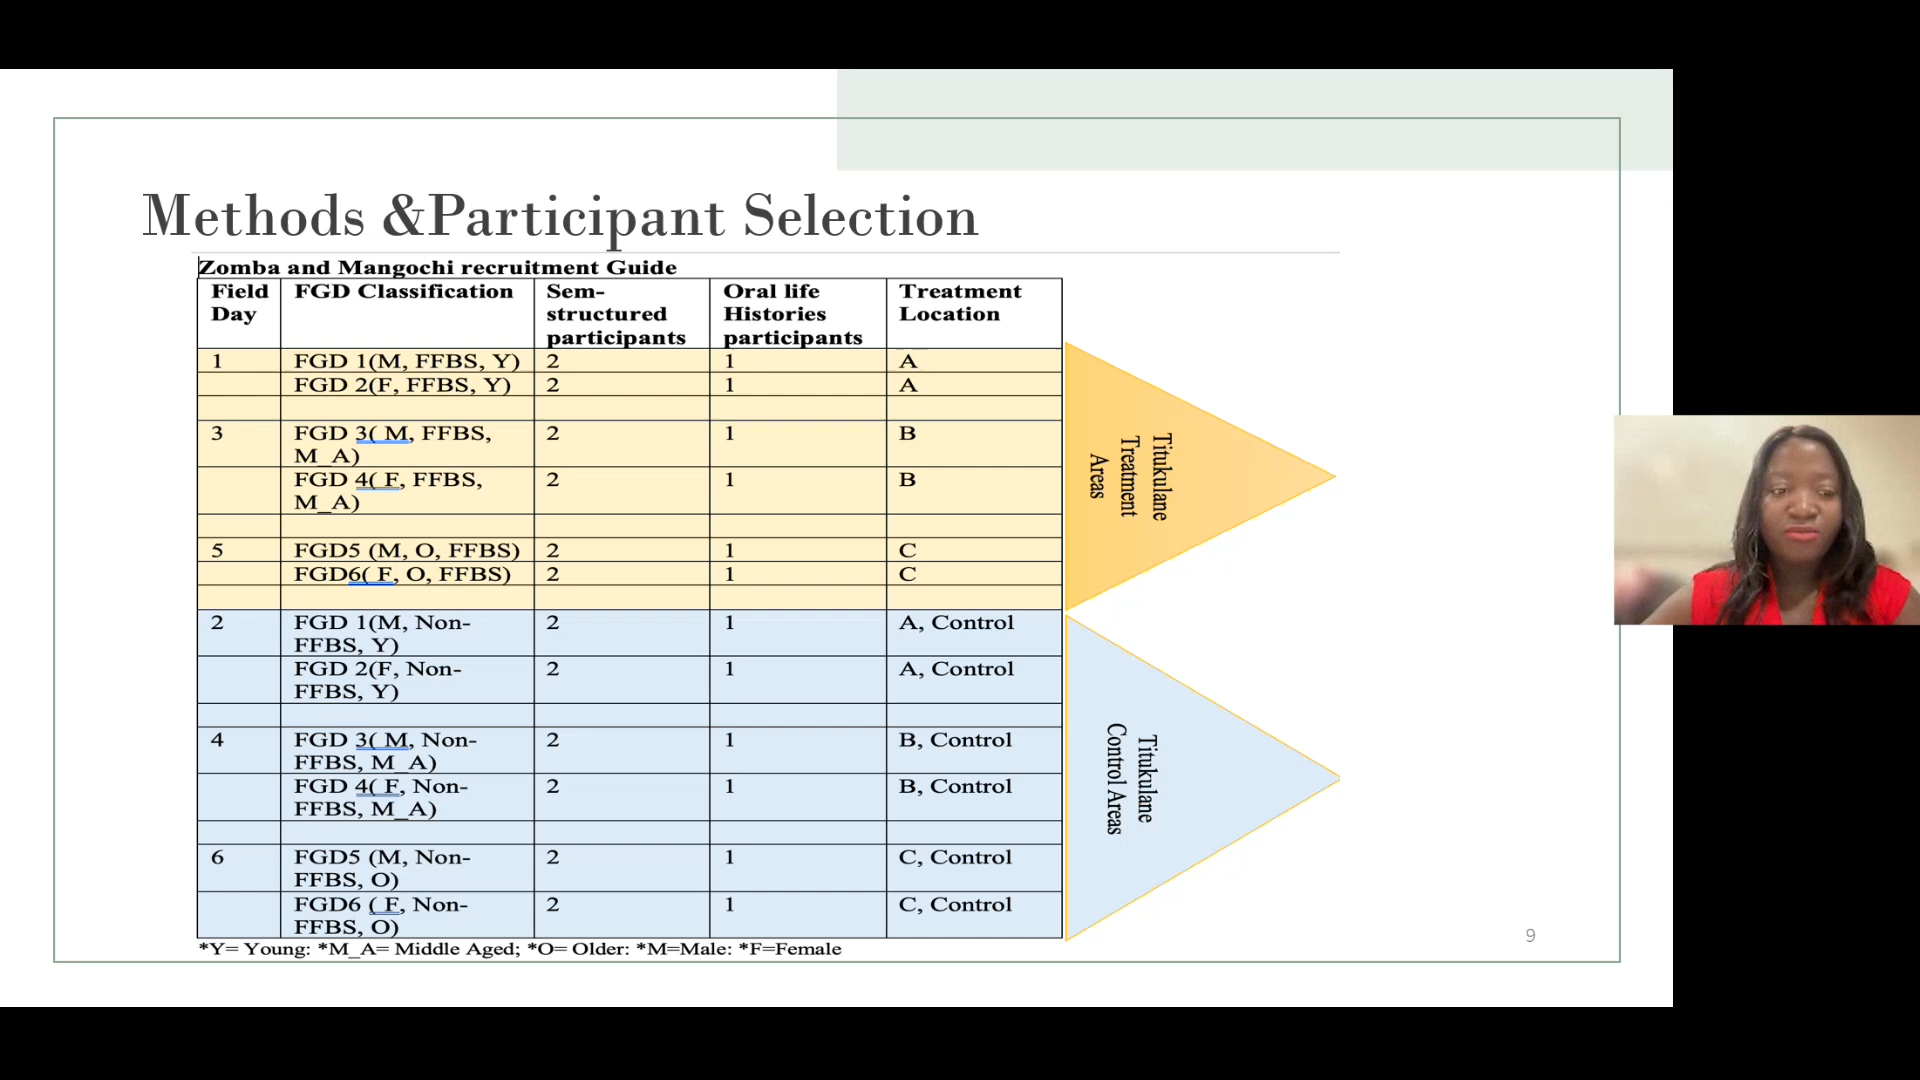 Methods &Participant Selection
Zomba and Mangochi recruitment Guide
Field Day FGD Classification Sem-structured participants Oral life Histories participants Treatment Location
1 FGD 1(M, FFBS, Y) 2 1 A
FGD 2(F, FFBS, Y) 2 1 A
3 FGD 3( M, FFBS, M_A) 2 1 B
FGD 4( F, FFBS, M_A) 2 1 B
5 FGD5 (M, O, FFBS) 2 1 C
FGD6( F, O, FFBS) 2 1 C
2 FGD 1(M, Non-FFBS, Y) 2 1 A, Control
FGD 2(F, Non-FFBS, Y) 2 1 A, Control
4 FGD 3( M, Non-FFBS, M_A) 2 1 B, Control
FGD 4( F, Non-FFBS, M_A) 2 1 B, Control
6 FGD5 (M, Non-FFBS, O) 2 1 C, Control
FGD6 ( F, Non-FFBS, O) 2 1 C, Control
*Y= Young: *M_A= Middle Aged; *O= Older: *M=Male: *F=Female
Titukulane
Treatment
Areas
Titukulane
Control Areas
9